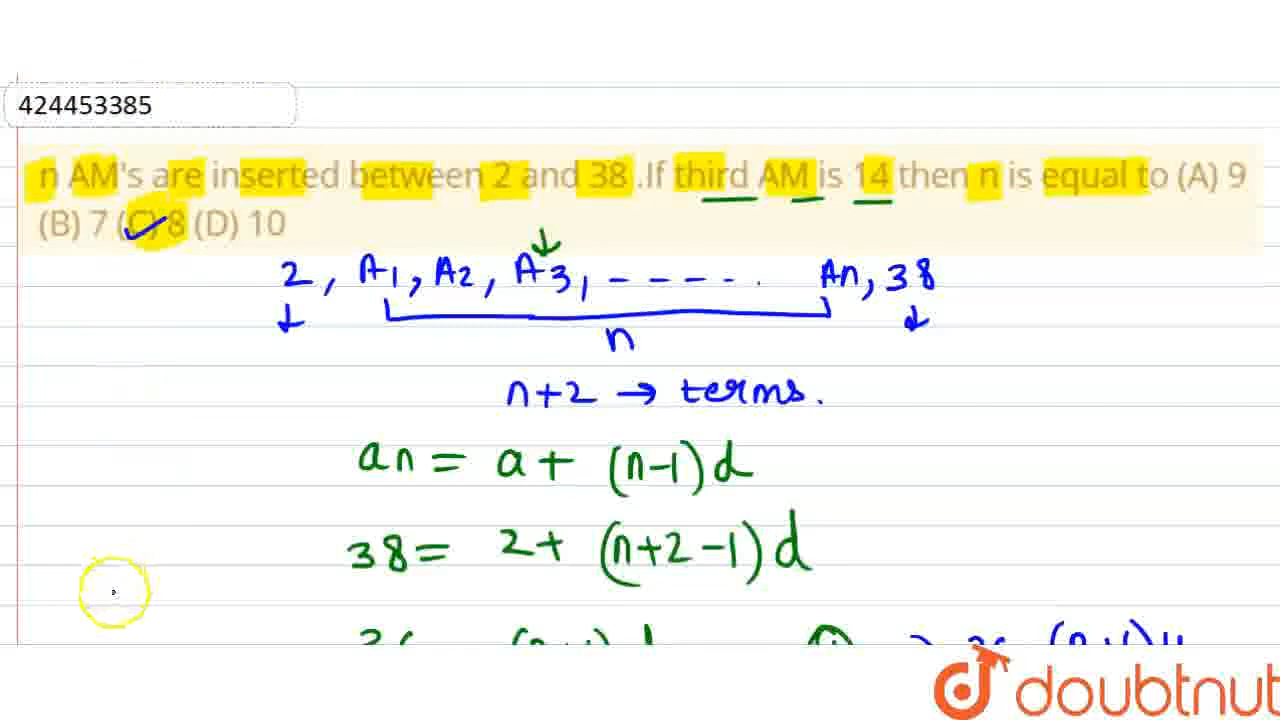 424453385
n AM's are inserted between 2 and 38 .If third AM is 14 then n is equal to (A) 9
(B) 7 (C) 8 (D) 10
2, A1, A2, A3, - - - - - . An, 38
n
n+2 → terms.
an = a + (n-1)d
38 = 2 + (n+2-1)d
doubtnut